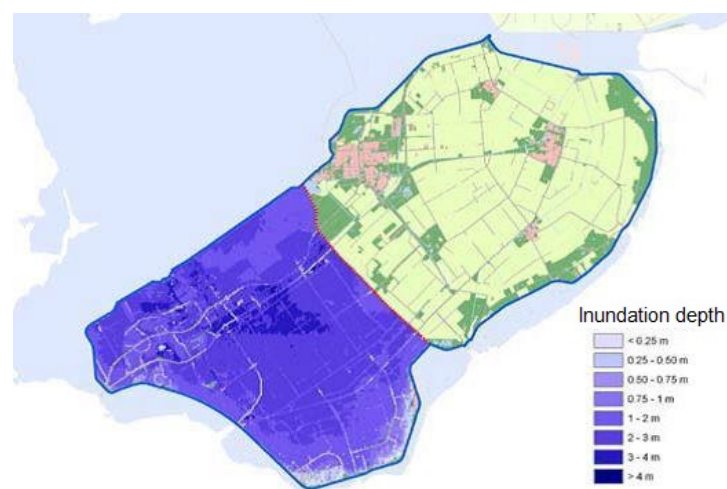 Inundation depth
< 0.25 m
0.25 - 0.50 m
0.50 - 0.75 m
0.75 - 1 m
1 - 2 m
2 - 3 m
3 - 4 m
> 4 m